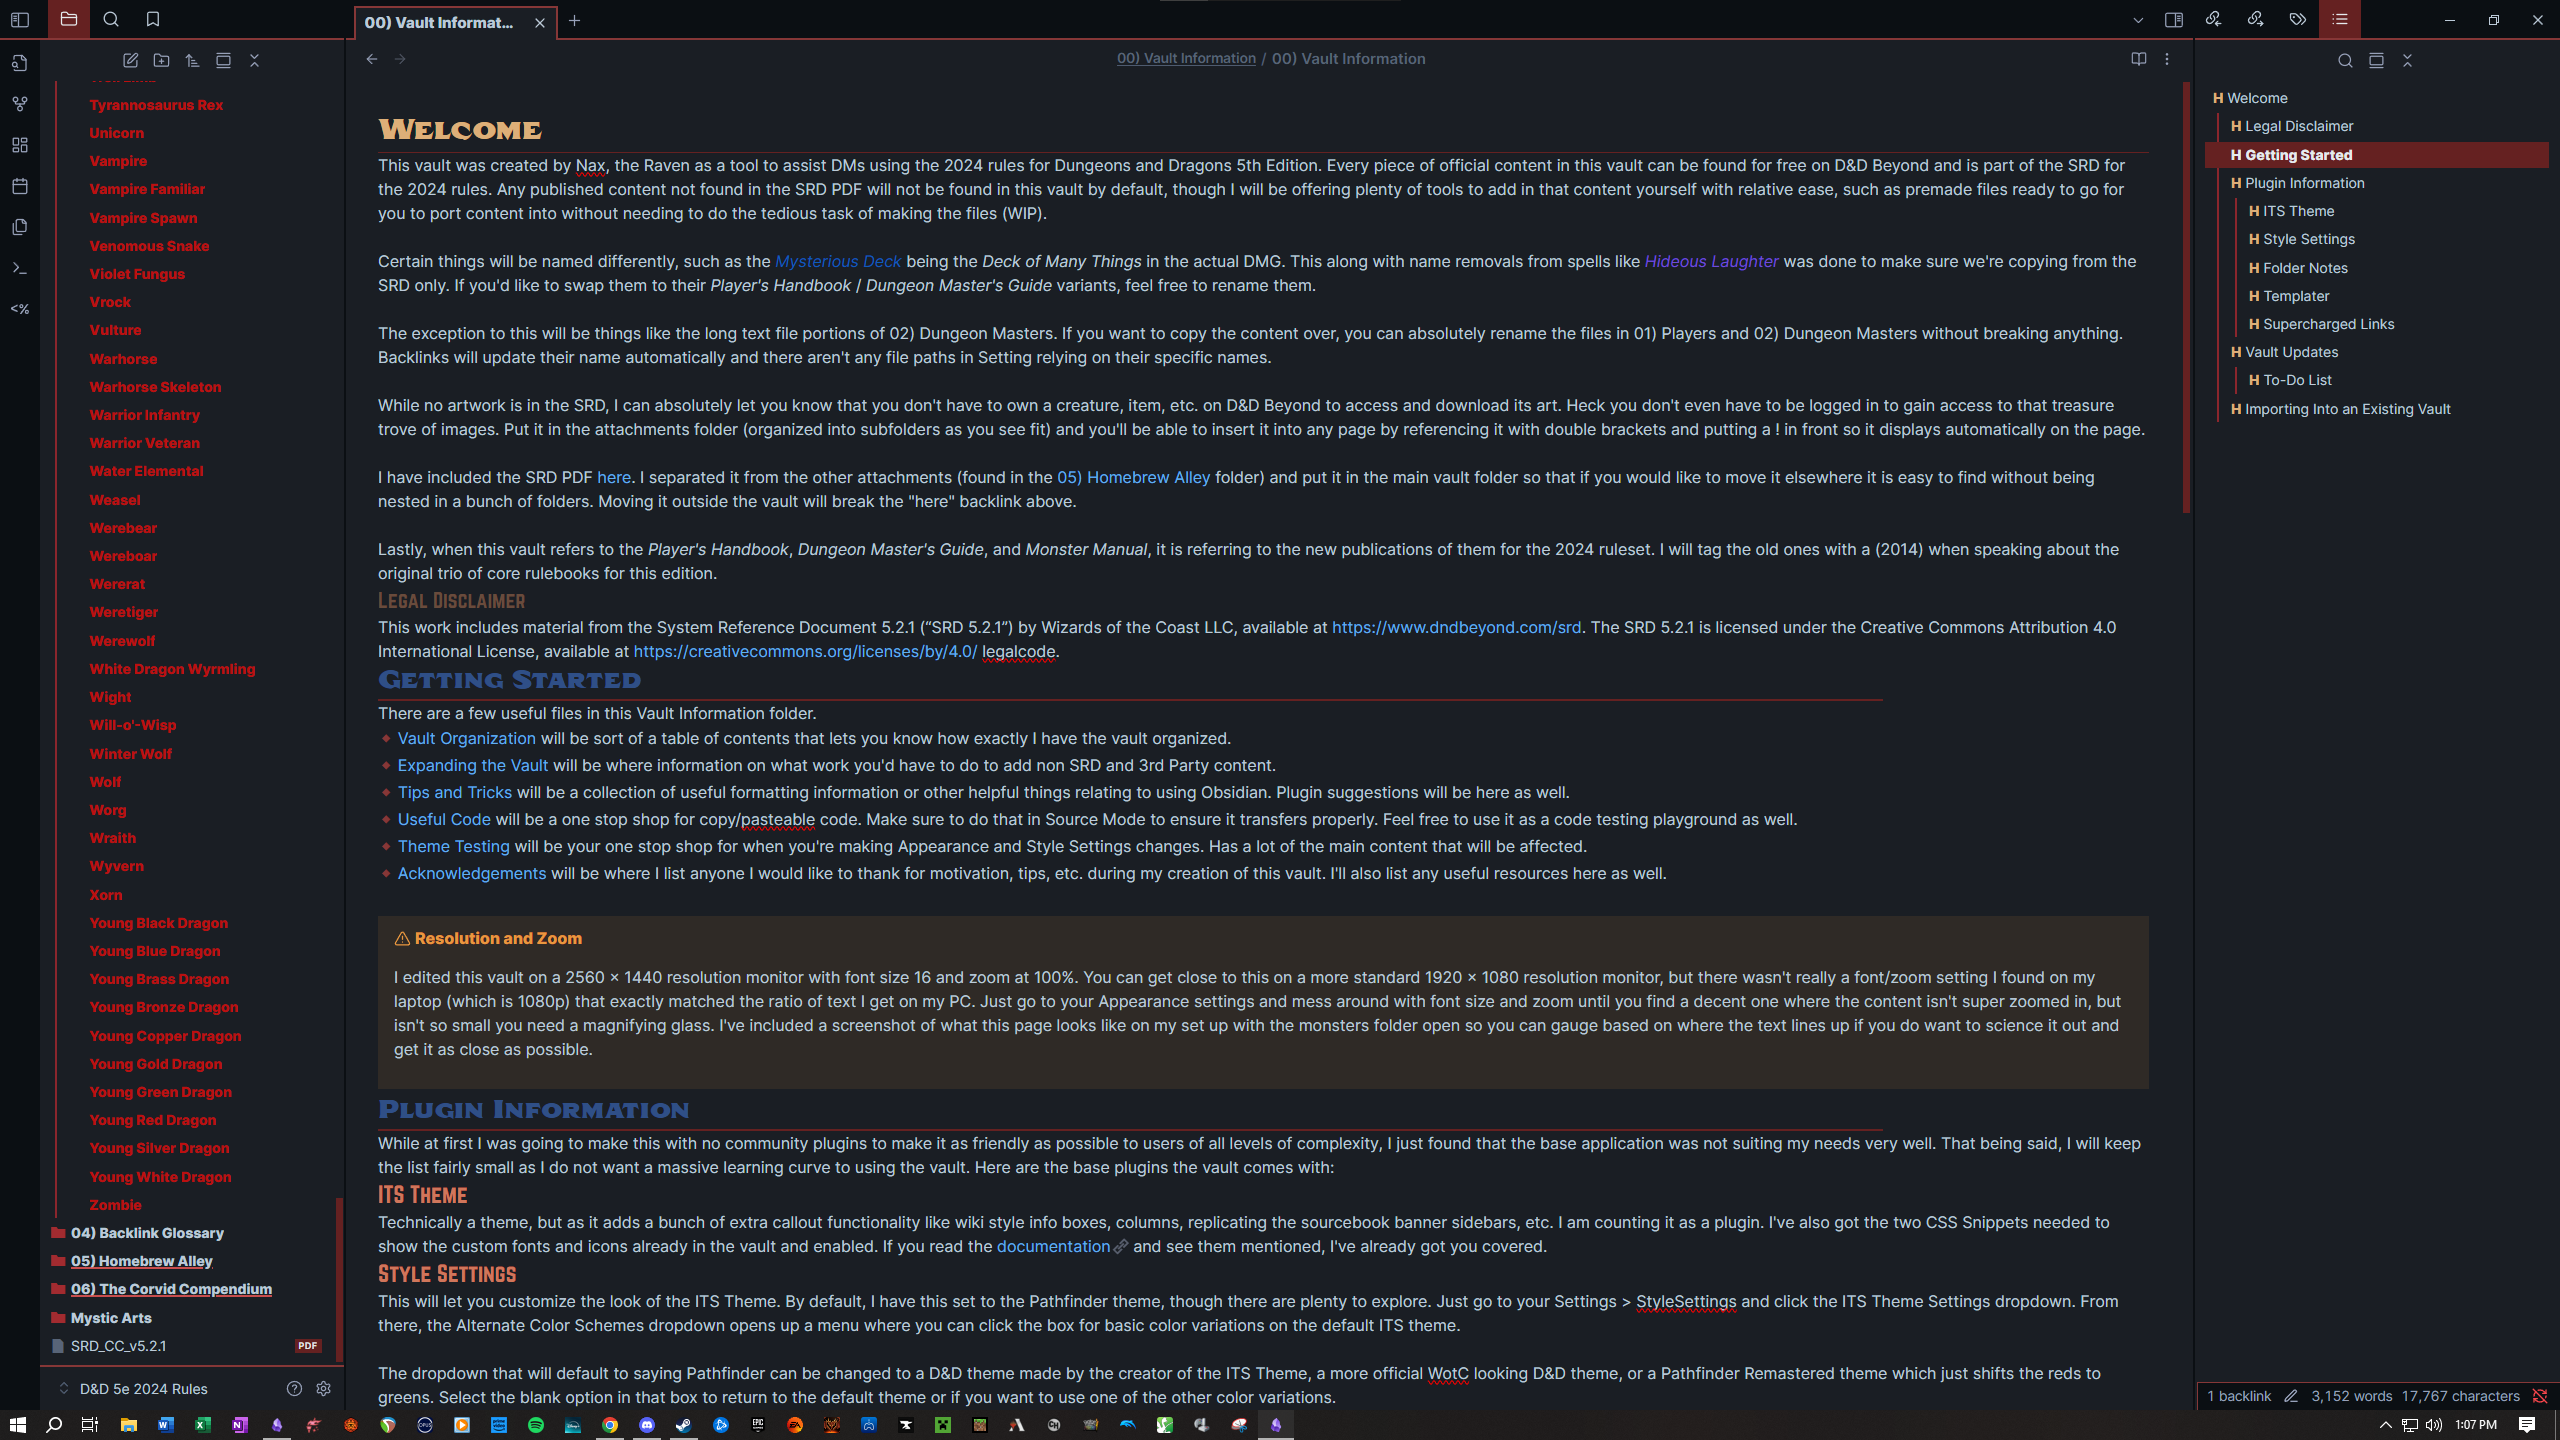 00) Vault Informat...
00) Vault Information / 00) Vault Information
Tyrannosaurus Rex
Unicorn
Vampire
Vampire Familiar
Vampire Spawn
Venomous Snake
Violet Fungus
Vrock
Vulture
Warhorse
Warhorse Skeleton
Warrior Infantry
Warrior Veteran
Water Elemental
Weasel
Werebear
Wereboar
Wererat
Weretiger
Werewolf
White Dragon Wyrmling
Wight
Will-o'-Wisp
Winter Wolf
Wolf
Worg
Wraith
Wyvern
Xorn
Young Black Dragon
Young Blue Dragon
Young Brass Dragon
Young Bronze Dragon
Young Copper Dragon
Young Gold Dragon
Young Green Dragon
Young Red Dragon
Young Silver Dragon
Young White Dragon
Zombie
04) Backlink Glossary
05) Homebrew Alley
06) The Corvid Compendium
Mystic Arts
SRD_CC_v5.2.1 PDF
D&D 5e 2024 Rules
Welcome
This vault was created by Nax, the Raven as a tool to assist DMs using the 2024 rules for Dungeons and Dragons 5th Edition. Every piece of official content in this vault can be found for free on D&D Beyond and is part of the SRD for
the 2024 rules. Any published content not found in the SRD PDF will not be found in this vault by default, though I will be offering plenty of tools to add in that content yourself with relative ease, such as premade files ready to go for
you to port content into without needing to do the tedious task of making the files (WIP).
Certain things will be named differently, such as the Mysterious Deck being the Deck of Many Things in the actual DMG. This along with name removals from spells like Hideous Laughter was done to make sure we're copying from the
SRD only. If you'd like to swap them to their Player's Handbook / Dungeon Master's Guide variants, feel free to rename them.
The exception to this will be things like the long text file portions of 02) Dungeon Masters. If you want to copy the content over, you can absolutely rename the files in 01) Players and 02) Dungeon Masters without breaking anything.
Backlinks will update their name automatically and there aren't any file paths in Setting relying on their specific names.
While no artwork is in the SRD, I can absolutely let you know that you don't have to own a creature, item, etc. on D&D Beyond to access and download its art. Heck you don't even have to be logged in to gain access to that treasure
trove of images. Put it in the attachments folder (organized into subfolders as you see fit) and you'll be able to insert it into any page by referencing it with double brackets and putting a ! in front so it displays automatically on the page.
I have included the SRD PDF here. I separated it from the other attachments (found in the 05) Homebrew Alley folder) and put it in the main vault folder so that if you would like to move it elsewhere it is easy to find without being
nested in a bunch of folders. Moving it outside the vault will break the "here" backlink above.
Lastly, when this vault refers to the Player's Handbook, Dungeon Master's Guide, and Monster Manual, it is referring to the new publications of them for the 2024 ruleset. I will tag the old ones with a (2014) when speaking about the
original trio of core rulebooks for this edition.
Legal Disclaimer
This work includes material from the System Reference Document 5.2.1 (“SRD 5.2.1”) by Wizards of the Coast LLC, available at https://www.dndbeyond.com/srd. The SRD 5.2.1 is licensed under the Creative Commons Attribution 4.0
International License, available at https://creativecommons.org/licenses/by/4.0/ legalcode.
Getting Started
There are a few useful files in this Vault Information folder.
Vault Organization will be sort of a table of contents that lets you know how exactly I have the vault organized.
Expanding the Vault will be where information on what work you'd have to do to add non SRD and 3rd Party content.
Tips and Tricks will be a collection of useful formatting information or other helpful things relating to using Obsidian. Plugin suggestions will be here as well.
Useful Code will be a one stop shop for copy/pasteable code. Make sure to do that in Source Mode to ensure it transfers properly. Feel free to use it as a code testing playground as well.
Theme Testing will be your one stop shop for when you're making Appearance and Style Settings changes. Has a lot of the main content that will be affected.
Acknowledgements will be where I list anyone I would like to thank for motivation, tips, etc. during my creation of this vault. I'll also list any useful resources here as well.
Resolution and Zoom
I edited this vault on a 2560 × 1440 resolution monitor with font size 16 and zoom at 100%. You can get close to this on a more standard 1920 × 1080 resolution monitor, but there wasn't really a font/zoom setting I found on my
laptop (which is 1080p) that exactly matched the ratio of text I get on my PC. Just go to your Appearance settings and mess around with font size and zoom until you find a decent one where the content isn't super zoomed in, but
isn't so small you need a magnifying glass. I've included a screenshot of what this page looks like on my set up with the monsters folder open so you can gauge based on where the text lines up if you do want to science it out and
get it as close as possible.
Plugin Information
While at first I was going to make this with no community plugins to make it as friendly as possible to users of all levels of complexity, I just found that the base application was not suiting my needs very well. That being said, I will keep
the list fairly small as I do not want a massive learning curve to using the vault. Here are the base plugins the vault comes with:
ITS Theme
Technically a theme, but as it adds a bunch of extra callout functionality like wiki style info boxes, columns, replicating the sourcebook banner sidebars, etc. I am counting it as a plugin. I've also got the two CSS Snippets needed to
show the custom fonts and icons already in the vault and enabled. If you read the documentation and see them mentioned, I've already got you covered.
Style Settings
This will let you customize the look of the ITS Theme. By default, I have this set to the Pathfinder theme, though there are plenty to explore. Just go to your Settings > StyleSettings and click the ITS Theme Settings dropdown. From
there, the Alternate Color Schemes dropdown opens up a menu where you can click the box for basic color variations on the default ITS theme.
The dropdown that will default to saying Pathfinder can be changed to a D&D theme made by the creator of the ITS Theme, a more official WotC looking D&D theme, or a Pathfinder Remastered theme which just shifts the reds to
greens. Select the blank option in that box to return to the default theme or if you want to use one of the other color variations.
H Welcome
H Legal Disclaimer
H Getting Started
H Plugin Information
H ITS Theme
H Style Settings
H Folder Notes
H Templater
H Supercharged Links
H Vault Updates
H To-Do List
H Importing Into an Existing Vault
1 backlink 3,152 words 17,767 characters
1:07 PM